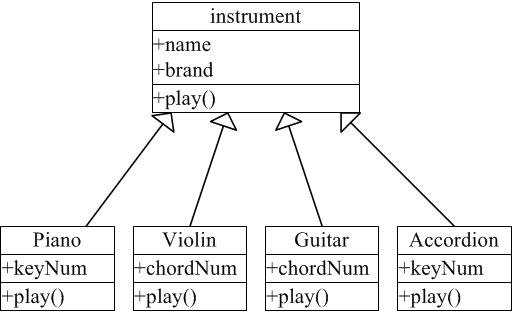 instrument
+name
+brand
+play()
Piano
+keyNum
+play()
Violin
+chordNum
+play()
Guitar
+chordNum
+play()
Accordion
+keyNum
+play()